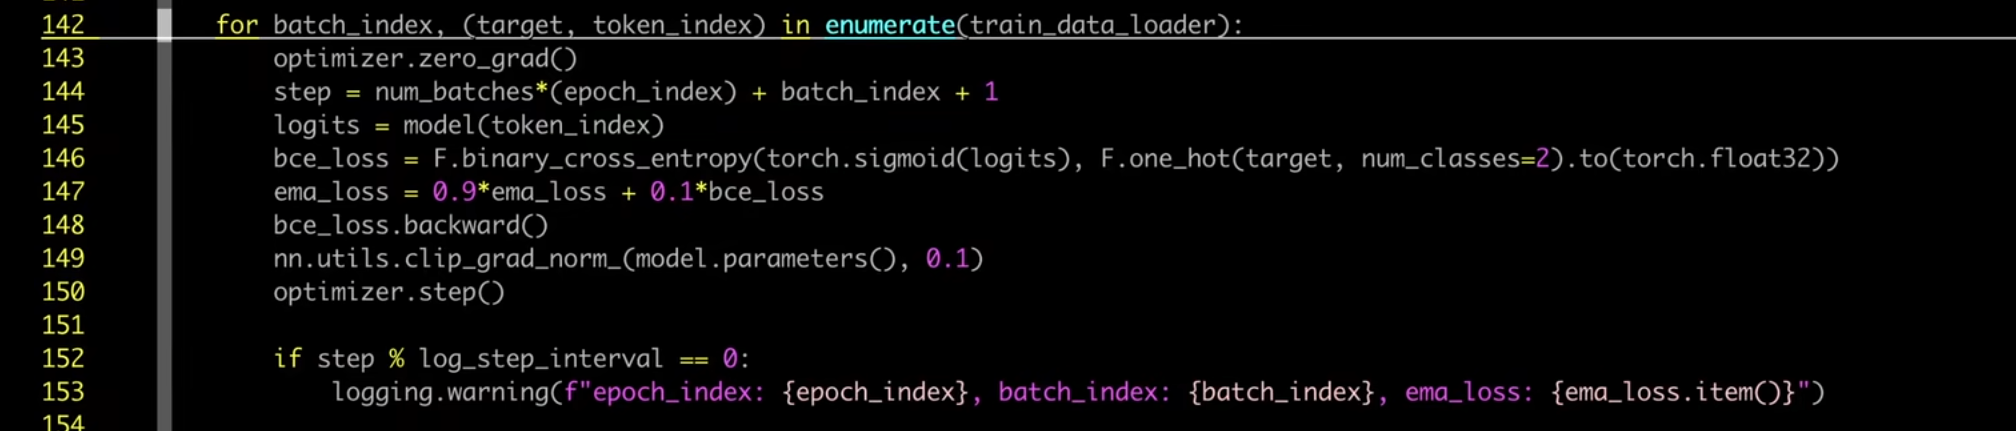 142 for batch_index, (target, token_index) in enumerate(train_data_loader):
143 optimizer.zero_grad()
144 step = num_batches*(epoch_index) + batch_index + 1
145 logits = model(token_index)
146 bce_loss = F.binary_cross_entropy(torch.sigmoid(logits), F.one_hot(target, num_classes=2).to(torch.float32))
147 ema_loss = 0.9*ema_loss + 0.1*bce_loss
148 bce_loss.backward()
149 nn.utils.clip_grad_norm_(model.parameters(), 0.1)
150 optimizer.step()
151
152 if step % log_step_interval == 0:
153 logging.warning(f"epoch_index: {epoch_index}, batch_index: {batch_index}, ema_loss: {ema_loss.item()}")
154